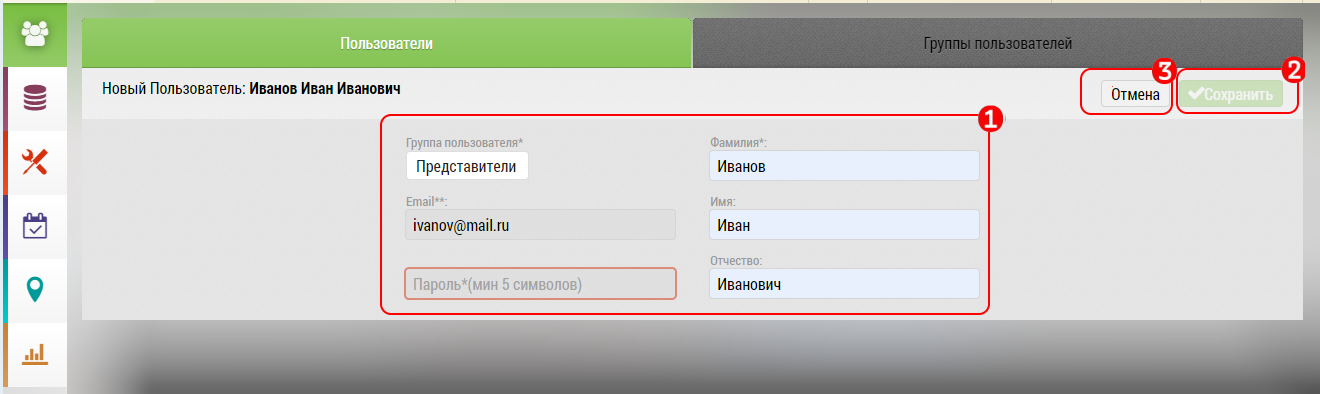 Пользователи
Группы пользователей
Новый Пользователь: Иванов Иван Иванович
3
Отмена
2
Сохранить
1
Группа пользователя*
Представители
Фамилия*:
Иванов
Email**:
ivanov@mail.ru
Имя:
Иван
Пароль*(мин 5 символов)
Отчество:
Иванович